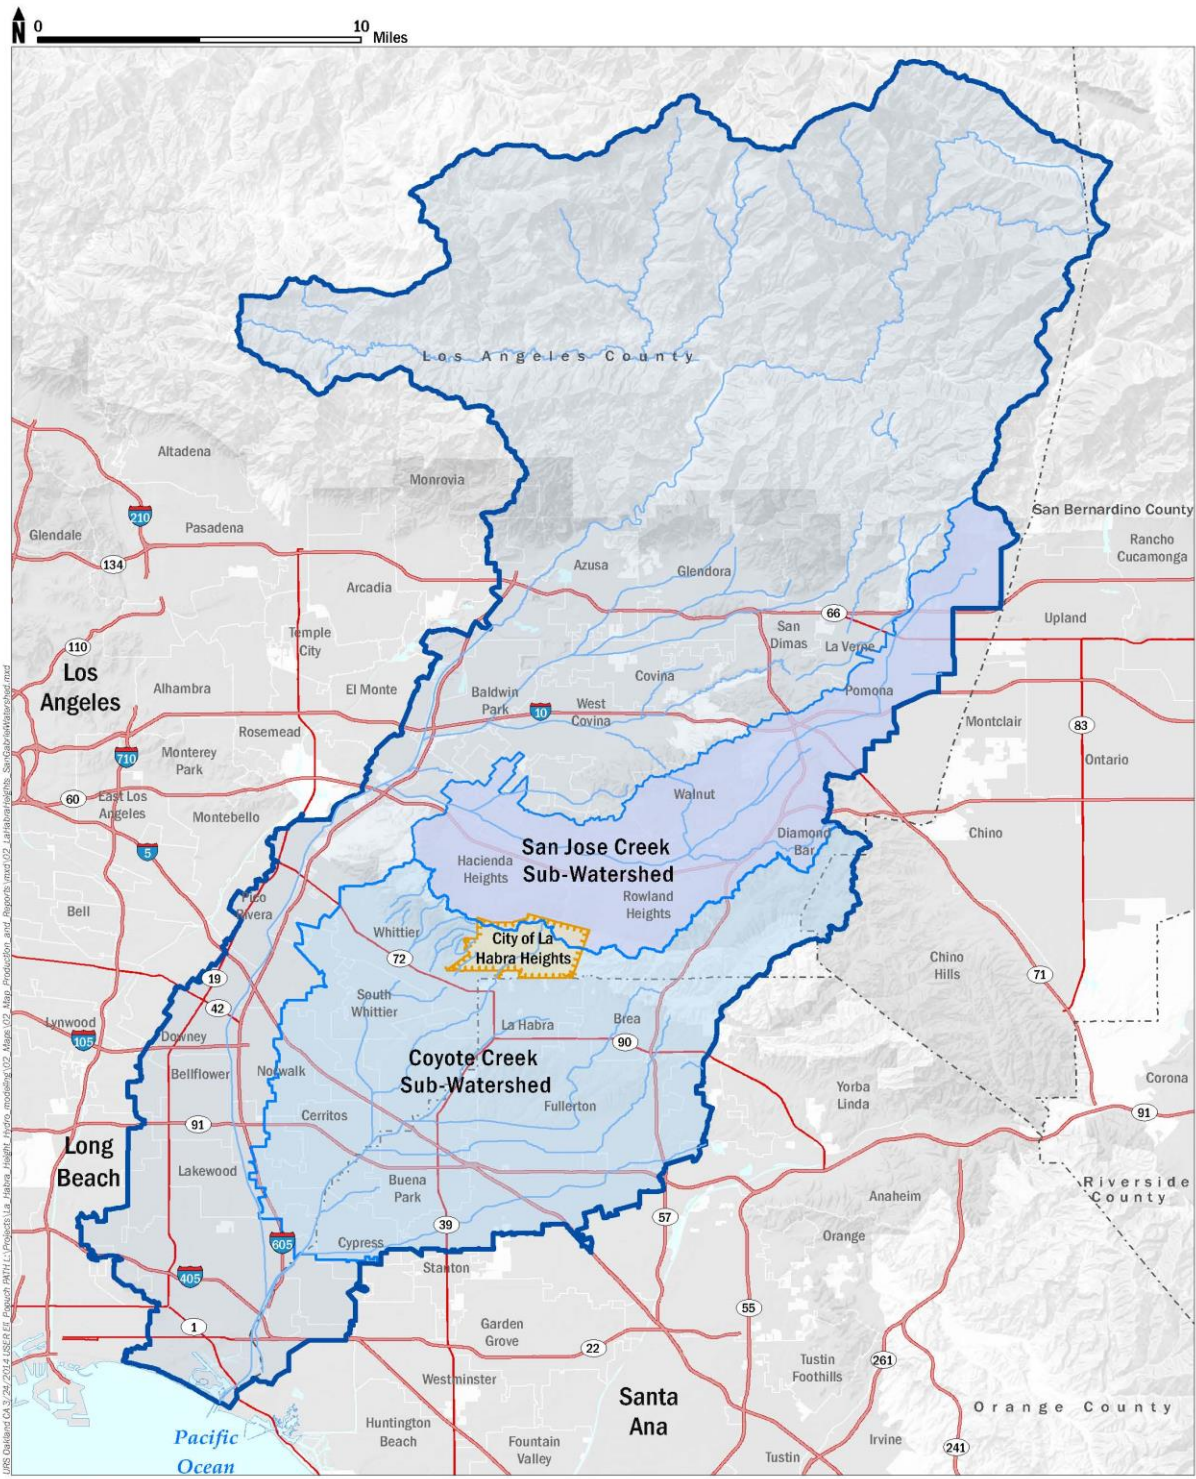 N
0 10 Miles
Los Angeles County
Altadena
Monrovia
210
Pasadena
Glendale
134
San Bernardino County
Rancho
Cucamonga
Azusa
Glendora
Arcadia
66
Upland
110
Temple
City
San
Dimas
La Verne
Los
Angeles
Alhambra
El Monte
Baldwin
Park
10
West
Covina
Covina
Pomona
Montclair
83
Rosemead
710
Monterey
Park
Ontario
60
East Los
Angeles
Montebello
Walnut
5
Diamond
Bar
Chino
San Jose Creek
Sub-Watershed
Hacienda
Heights
Rowland
Heights
Bell
Pico
Rivera
Whittier
72
City of La
Habra Heights
Chino
Hills
71
19
42
South
Whittier
La Habra
Brea
90
Lynwood
105
Downey
Coyote Creek
Sub-Watershed
Bellflower
Norwalk
Corona
Yorba
Linda
Cerritos
Fullerton
91
91
Long
Beach
Lakewood
Buena
Park
Riverside
County
Anaheim
57
39
Orange
605
Cypress
Stanton
405
55
1
Garden
Grove
22
Tustin
Foothills
261
Westminster
Santa
Ana
Orange County
Huntington
Beach
Fountain
Valley
Irvine
241
Tustin
Pacific
Ocean